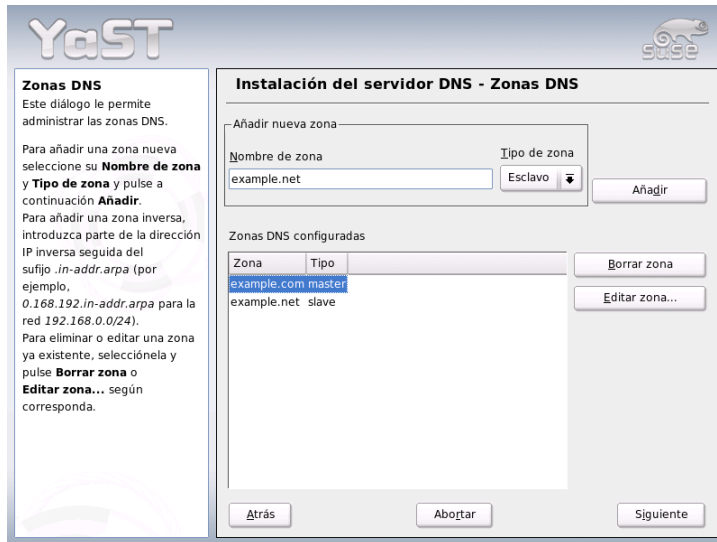 YaST
SUSE
Zonas DNS
Este diálogo le permite
administrar las zonas DNS.
Para añadir una zona nueva
seleccione su Nombre de zona
y Tipo de zona y pulse a
continuación Añadir.
Para añadir una zona inversa,
introduzca parte de la dirección
IP inversa seguida del
sufijo .in-addr.arpa (por
ejemplo,
0.168.192.in-addr.arpa para la
red 192.168.0.0/24).
Para eliminar o editar una zona
ya existente, selecciónela y
pulse Borrar zona o
Editar zona... según
corresponda.
Instalación del servidor DNS - Zonas DNS
Añadir nueva zona
Nombre de zona
Tipo de zona
example.net
Esclavo
Añadir
Zonas DNS configuradas
Zona Tipo
example.com master
example.net slave
Borrar zona
Editar zona...
Atrás
Abortar
Siguiente